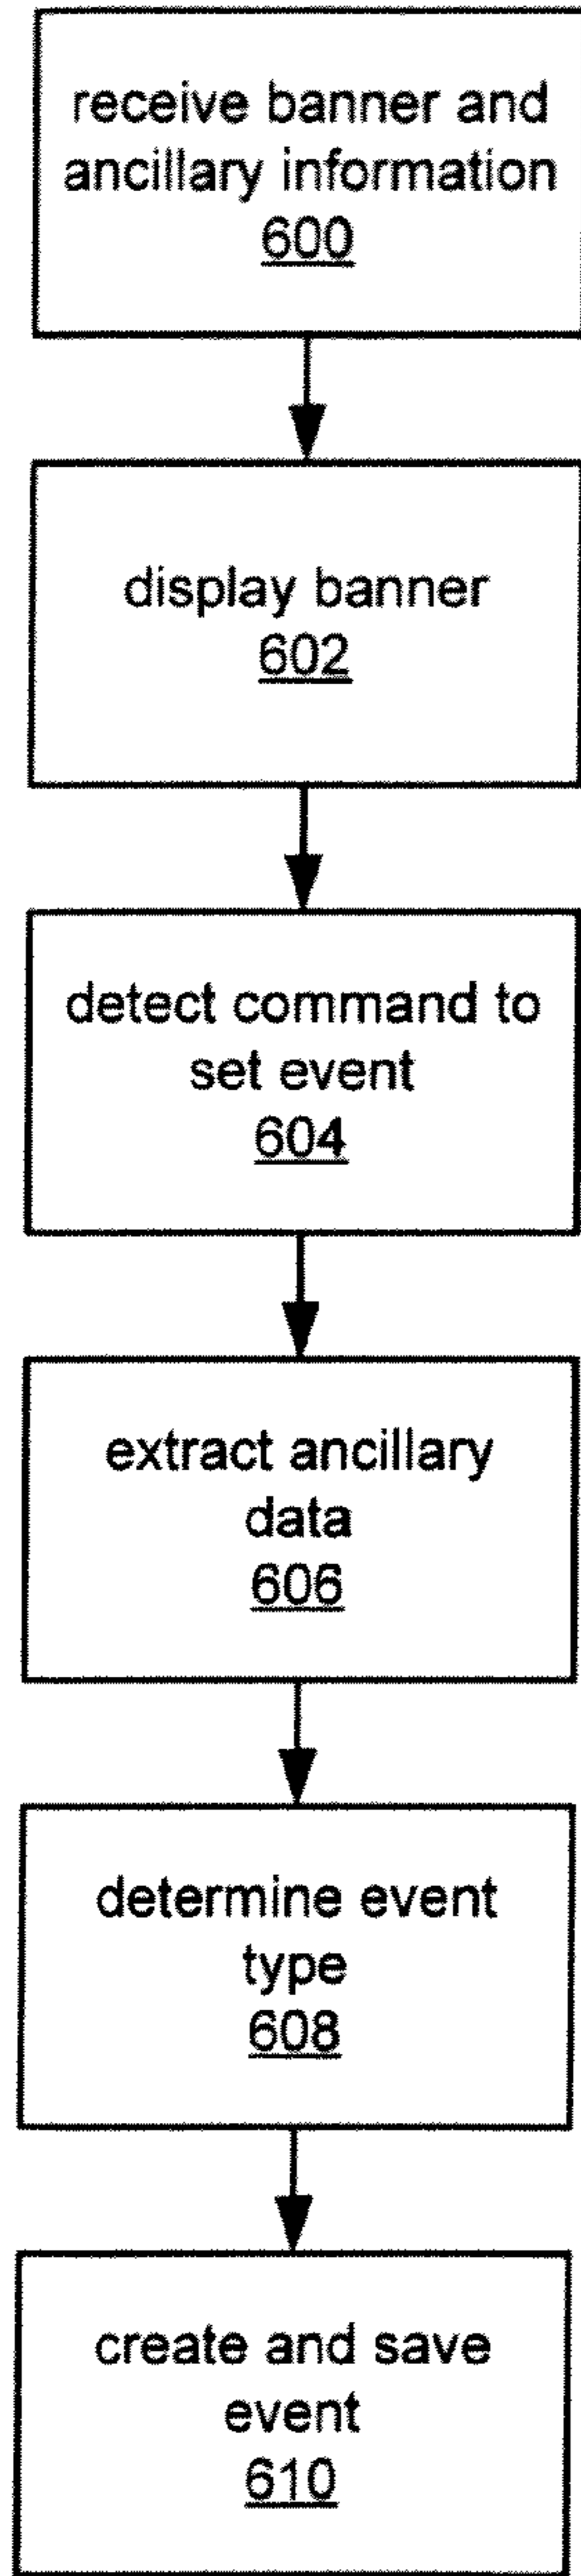 receive banner and
ancillary information
600
display banner
602
detect command to
set event
604
extract ancillary
data
606
determine event
type
608
create and save
event
610